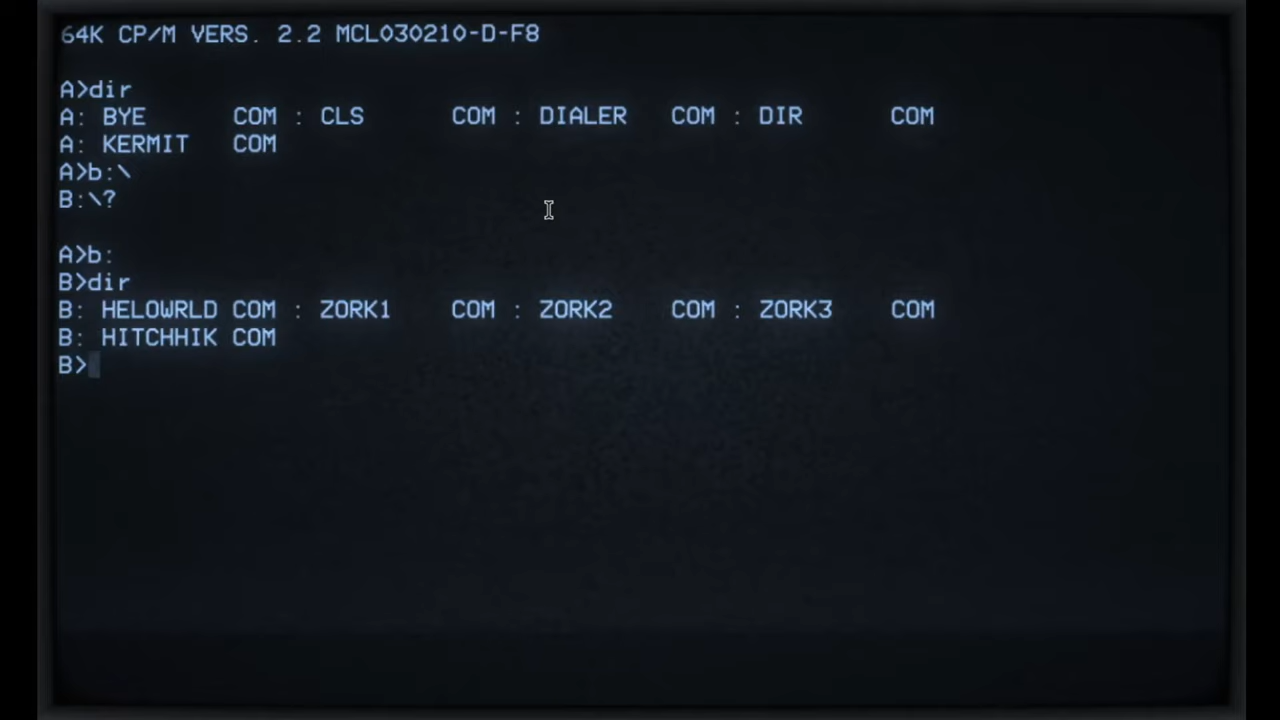 64K CP/M VERS. 2.2 MCL030210-D-F8
A>dir
A: BYE      COM : CLS      COM : DIALER   COM : DIR      COM
A: KERMIT   COM
A>b:\
B:\?
A>b:
B>dir
B: HELOWRLD COM : ZORK1    COM : ZORK2    COM : ZORK3    COM
B: HITCHHIK COM
B>